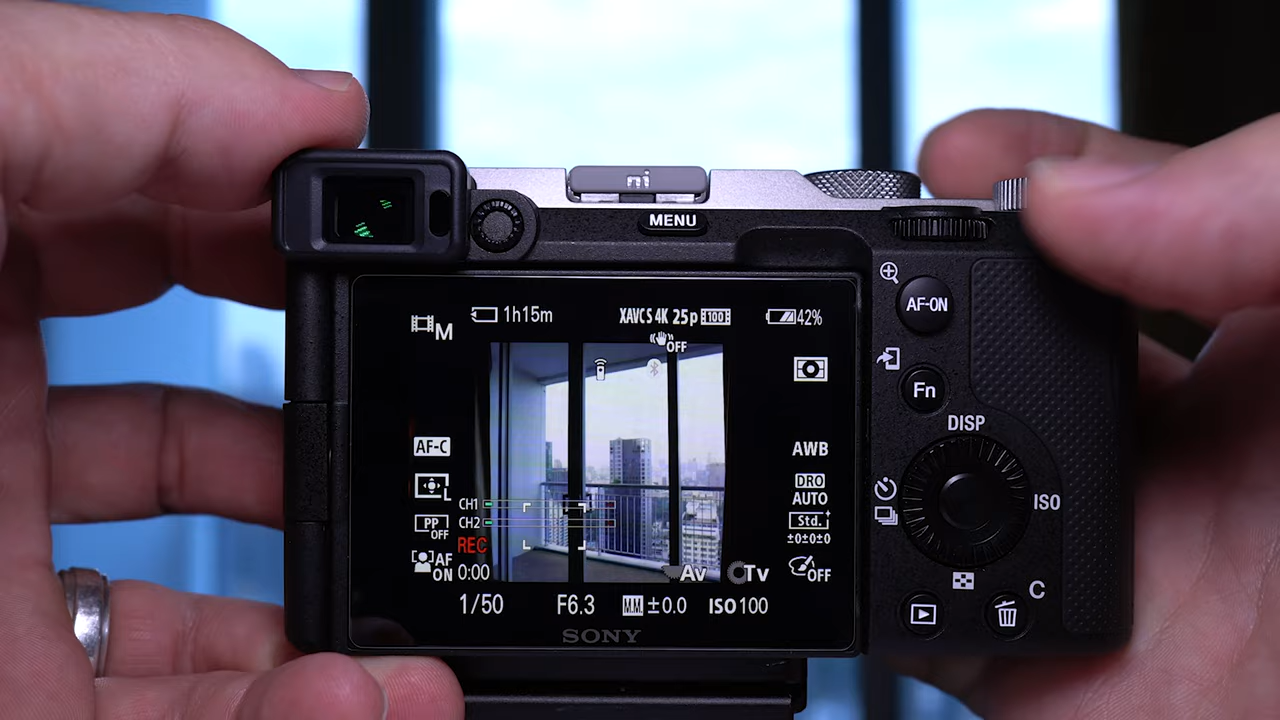 ni
MENU
AF-ON
M
1h15m
XAVC S 4K 25p 100
42%
OFF
Fn
DISP
AF-C
AWB
L
DRO
AUTO
CH1
Std.
ISO
PP
OFF
CH2
±0±0±0
REC
AF
ON
0:00
Av
Tv
OFF
1/50
F6.3
M.M. ±0.0
ISO 100
C
SONY